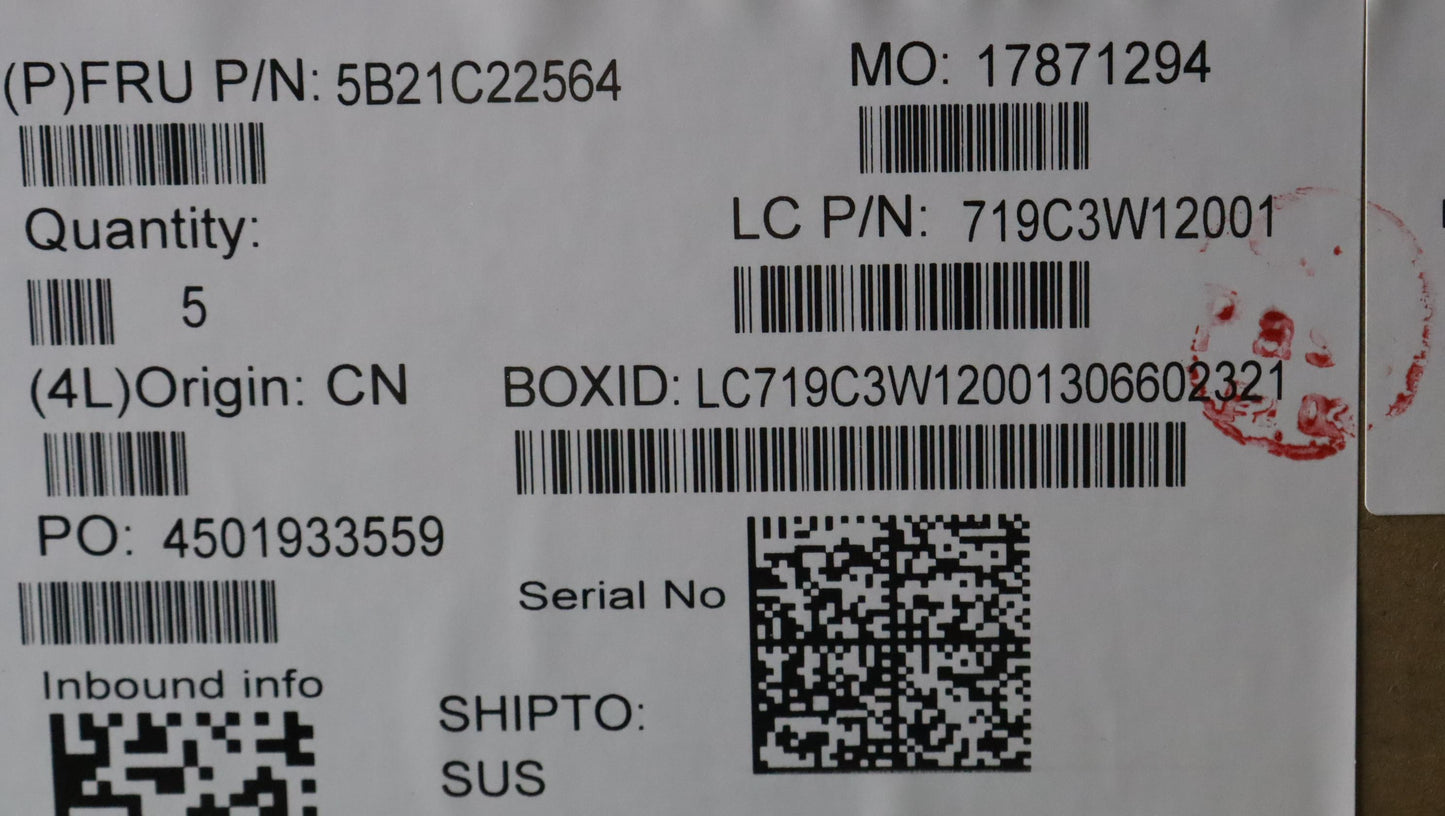 (P)FRU P/N: 5B21C22564
MO: 17871294
Quantity:
5
LC P/N: 719C3W12001
(4L)Origin: CN
BOXID: LC719C3W12001306602321
PO: 4501933559
Serial No
Inbound info
SHIPTO:
SUS